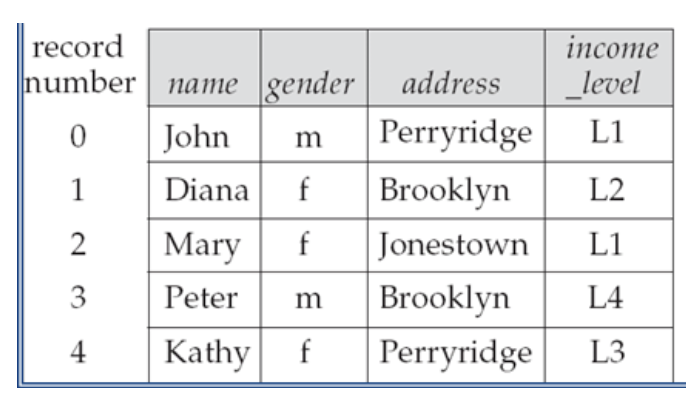 record number name gender address income _level
0 John m Perryridge L1
1 Diana f Brooklyn L2
2 Mary f Jonestown L1
3 Peter m Brooklyn L4
4 Kathy f Perryridge L3